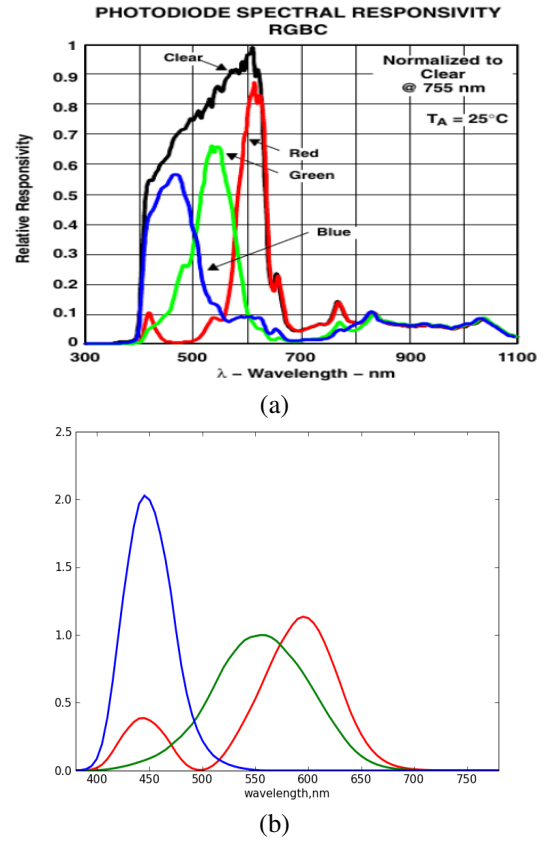 PHOTODIODE SPECTRAL RESPONSIVITY
RGBC
1
0.9
0.8
0.7
0.6
0.5
0.4
0.3
0.2
0.1
0
Relative Responsivity
Clear
Normalized to
Clear
@ 755 nm
TA = 25°C
Red
Green
Blue
300 500 700 900 1100
λ – Wavelength – nm
(a)
2.5
2.0
1.5
1.0
0.5
0.0
400 450 500 550 600 650 700 750
wavelength,nm
(b)